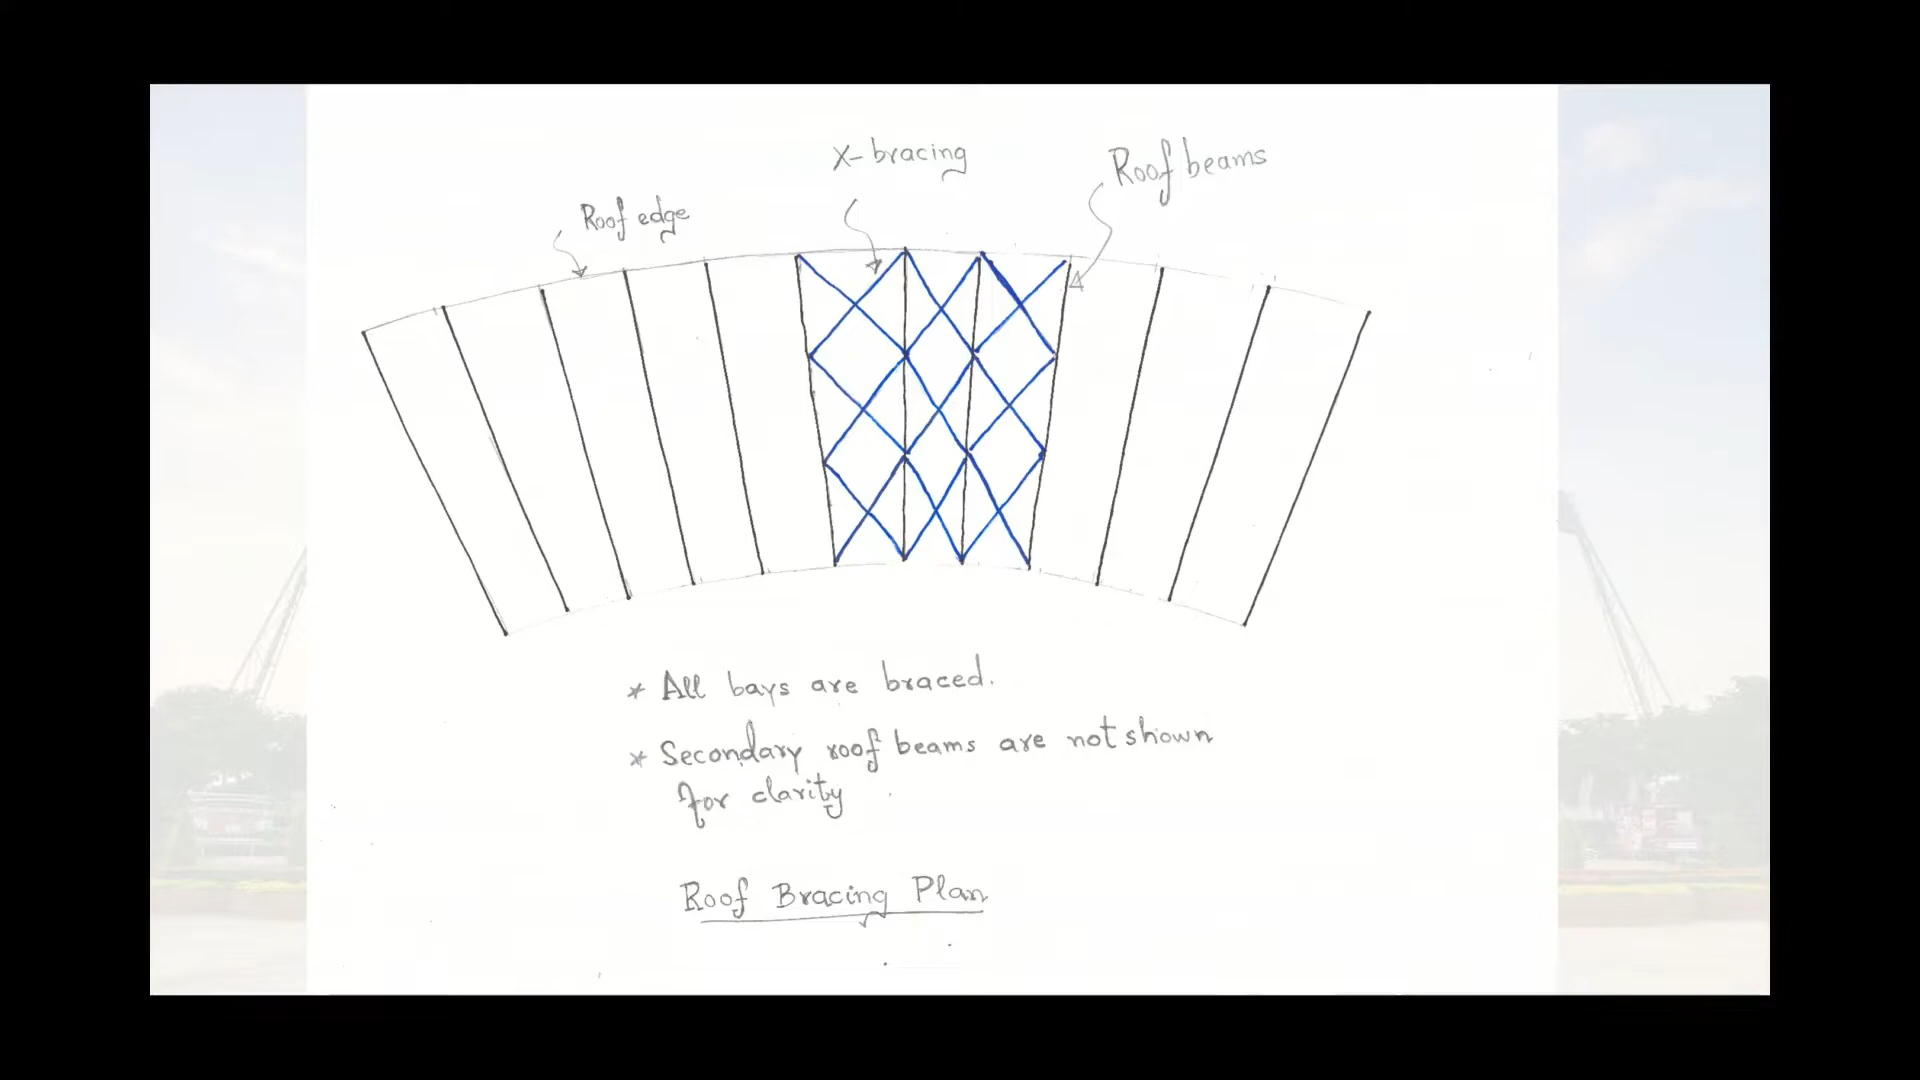 X-bracing
Roof beams
Roof edge
* All bays are braced.
* Secondary roof beams are not shown
for clarity
Roof Bracing Plan